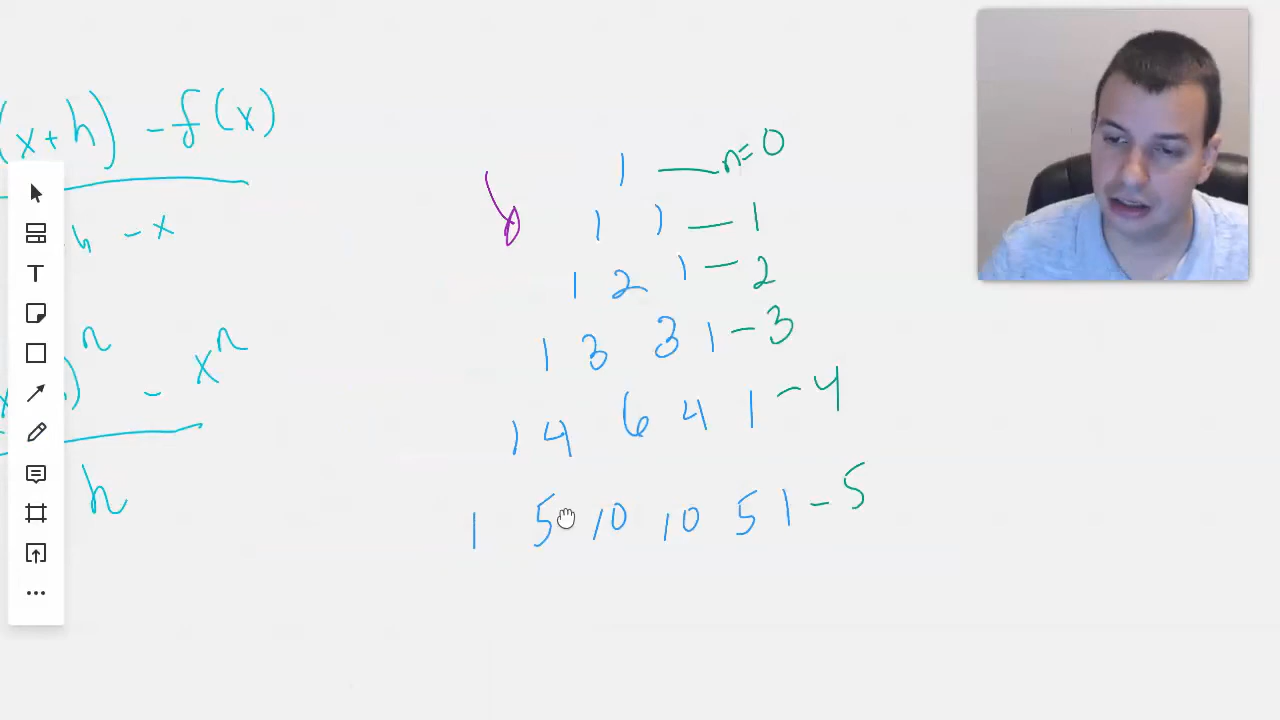 (x+h) - f(x)
h - x
n - xⁿ
h
1 — n=0
1 1 — 1
1 2 1 — 2
1 3 3 1 - 3
1 4 6 4 1 - 4
1 5 10 10 5 1 - 5
T